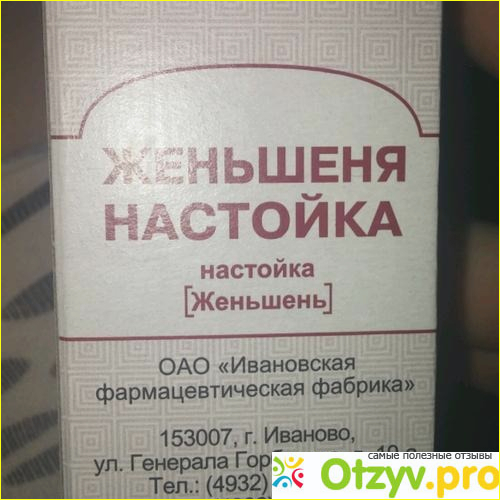 ЖЕНЬШЕНЯ
НАСТОЙКА
настойка
[Женьшень]
ОАО «Ивановская
фармацевтическая фабрика»
153007, г. Иваново,
ул. Генерала
Тел.: (4932)
самые полезные отзывы
Otzyv.pro